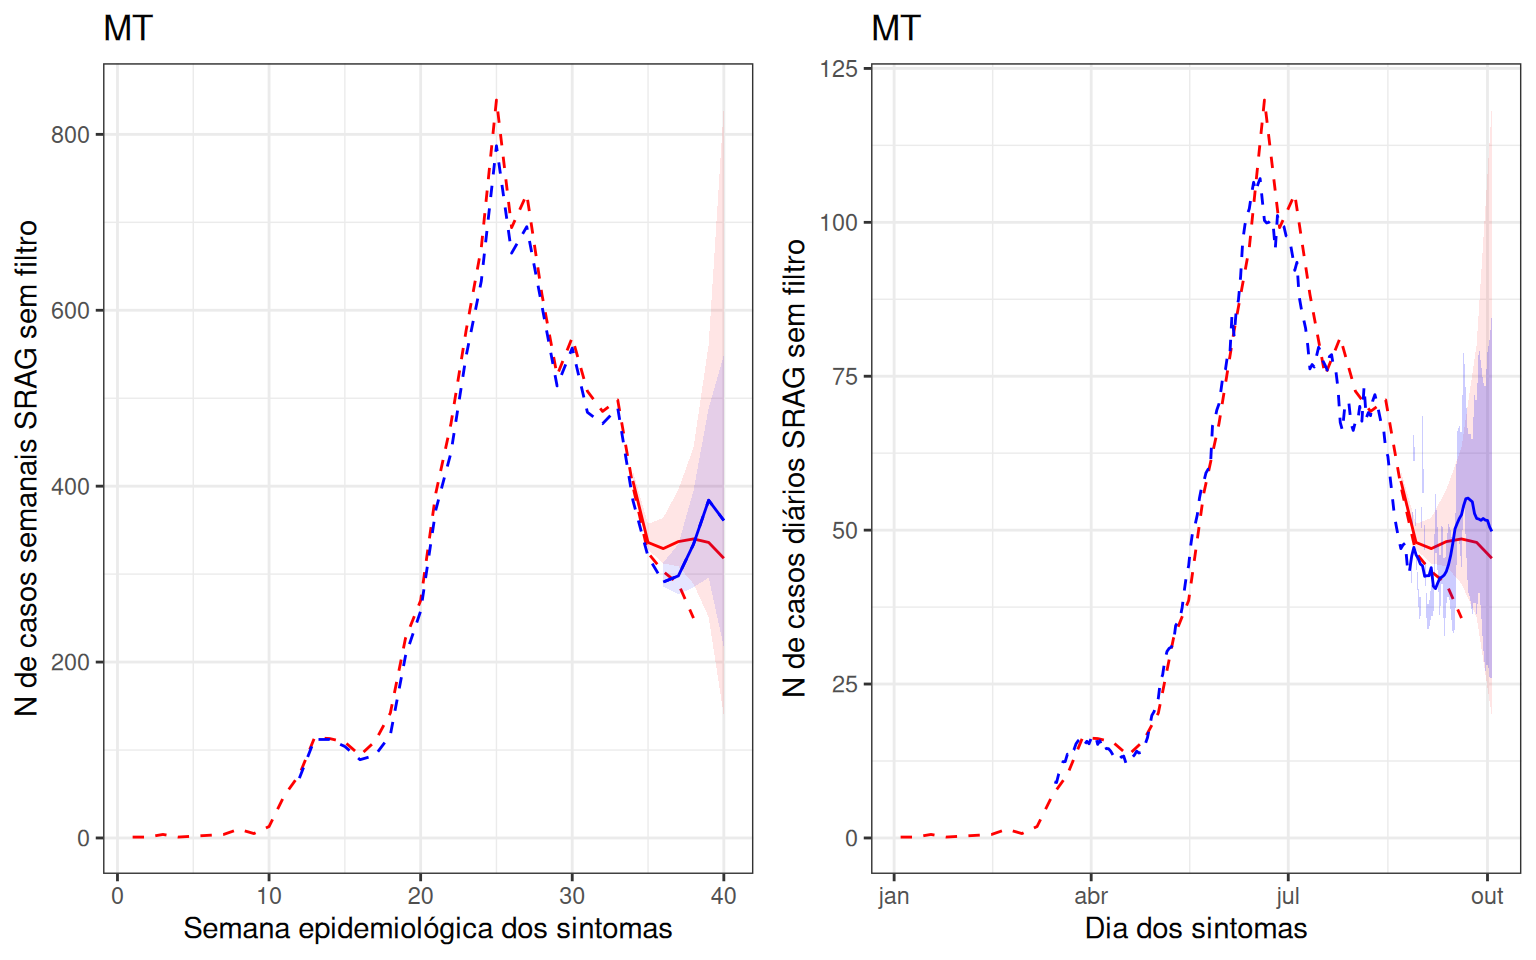 MT
N de casos semanais SRAG sem filtro
800
600
400
200
0
0 10 20 30 40
Semana epidemiológica dos sintomas
MT
N de casos diários SRAG sem filtro
125
100
75
50
25
0
jan abr jul out
Dia dos sintomas